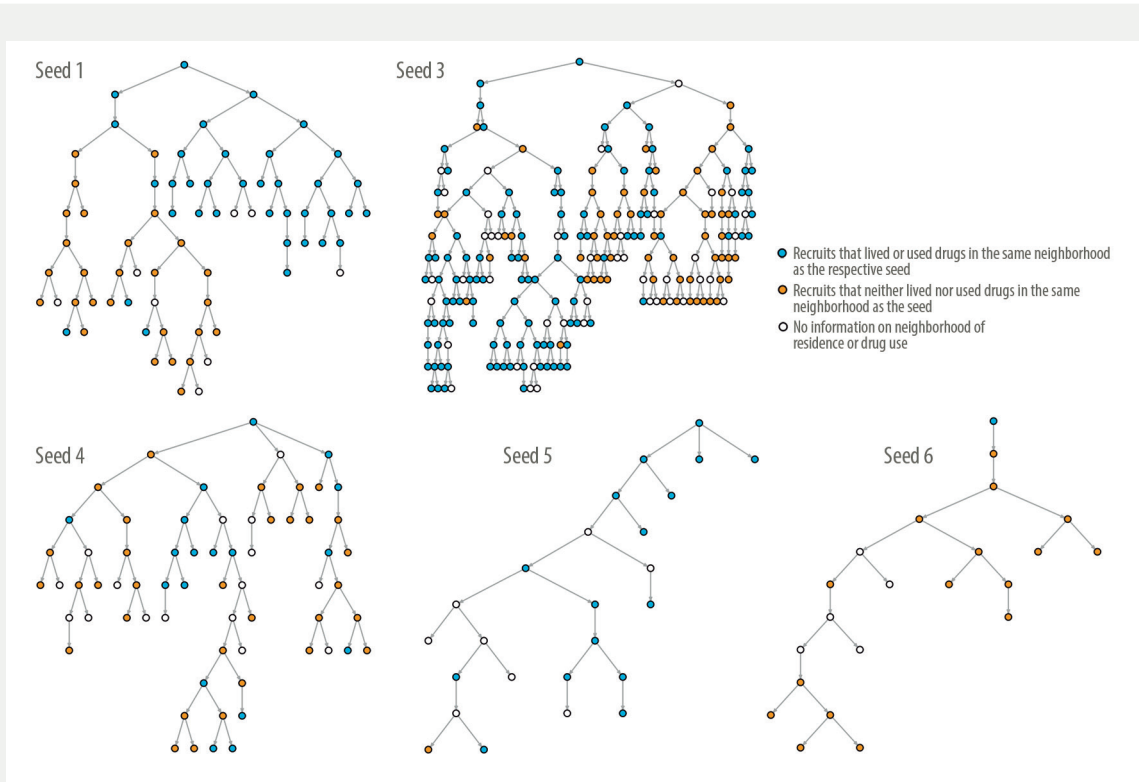 Seed 1
Seed 3
Recruits that lived or used drugs in the same neighborhood
as the respective seed
Recruits that neither lived nor used drugs in the same
neighborhood as the seed
No information on neighborhood of
residence or drug use
Seed 4
Seed 5
Seed 6